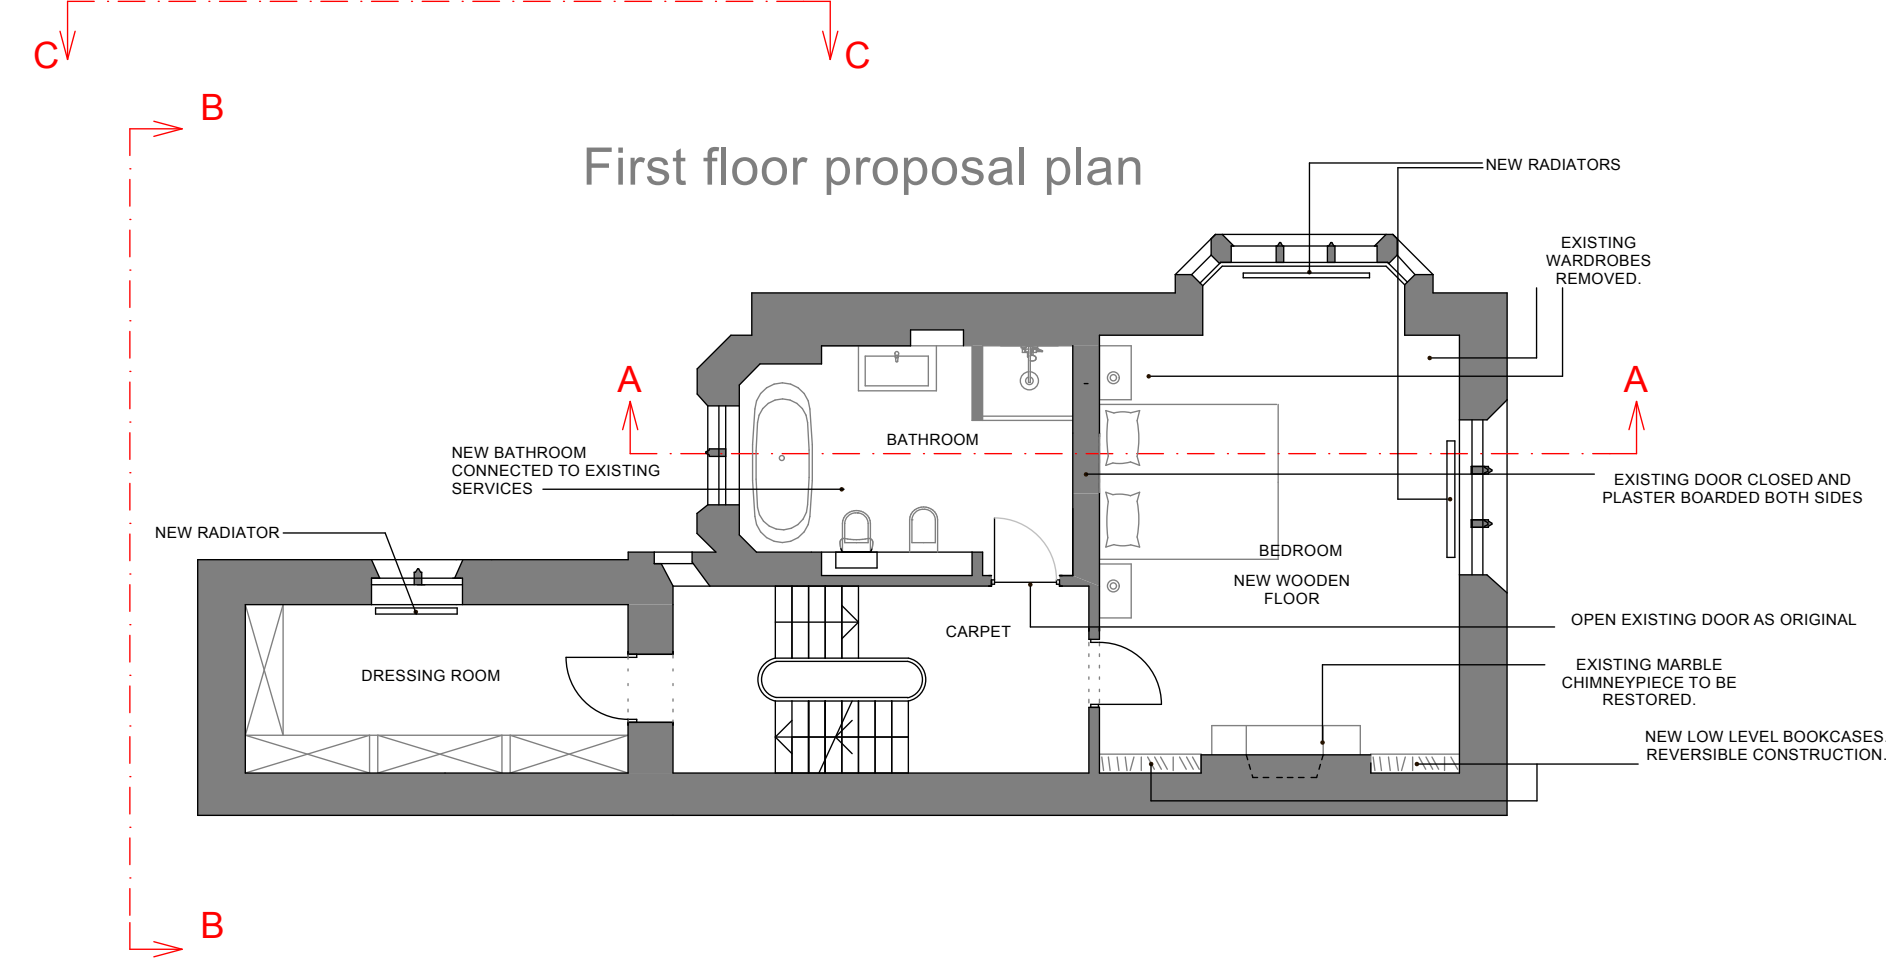 C
C
B
First floor proposal plan
NEW RADIATORS
EXISTING
WARDROBES
REMOVED.
A
A
BATHROOM
NEW BATHROOM
CONNECTED TO EXISTING
SERVICES
EXISTING DOOR CLOSED AND
PLASTER BOARDED BOTH SIDES
NEW RADIATOR
BEDROOM
NEW WOODEN
FLOOR
CARPET
OPEN EXISTING DOOR AS ORIGINAL
DRESSING ROOM
EXISTING MARBLE
CHIMNEYPIECE TO BE
RESTORED.
NEW LOW LEVEL BOOKCASES.
REVERSIBLE CONSTRUCTION.
B